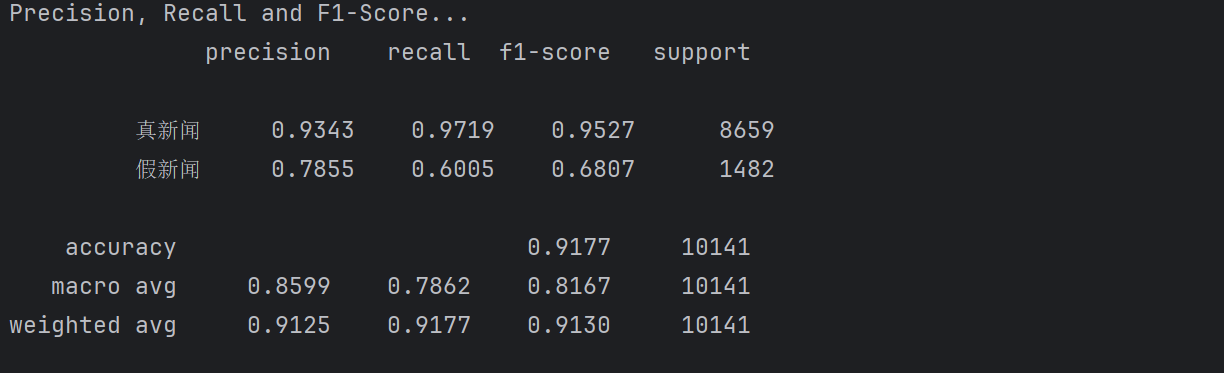 Precision, Recall and F1-Score...
precision recall f1-score support
真新闻 0.9343 0.9719 0.9527 8659
假新闻 0.7855 0.6005 0.6807 1482
accuracy 0.9177 10141
macro avg 0.8599 0.7862 0.8167 10141
weighted avg 0.9125 0.9177 0.9130 10141